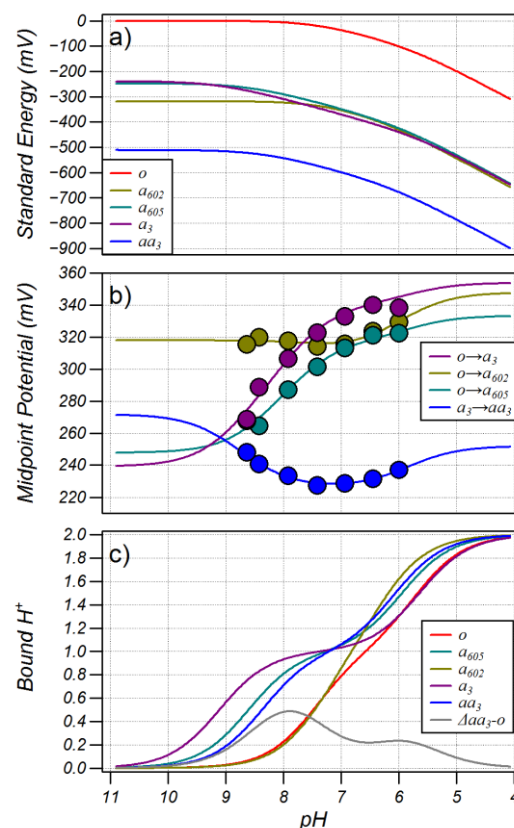 a)
Standard Energy (mV)
0
−100
−200
−300
−400
−500
−600
−700
−800
−900
o
a602
a605
a3
aa3
b)
Midpoint Potential (mV)
360
340
320
300
280
260
240
220
o→a3
o→a602
o→a605
a3→aa3
c)
Bound H+
2.0
1.8
1.6
1.4
1.2
1.0
0.8
0.6
0.4
0.2
0.0
o
a605
a602
a3
aa3
Δaa3-o
11 10 9 8 7 6 5 4
pH